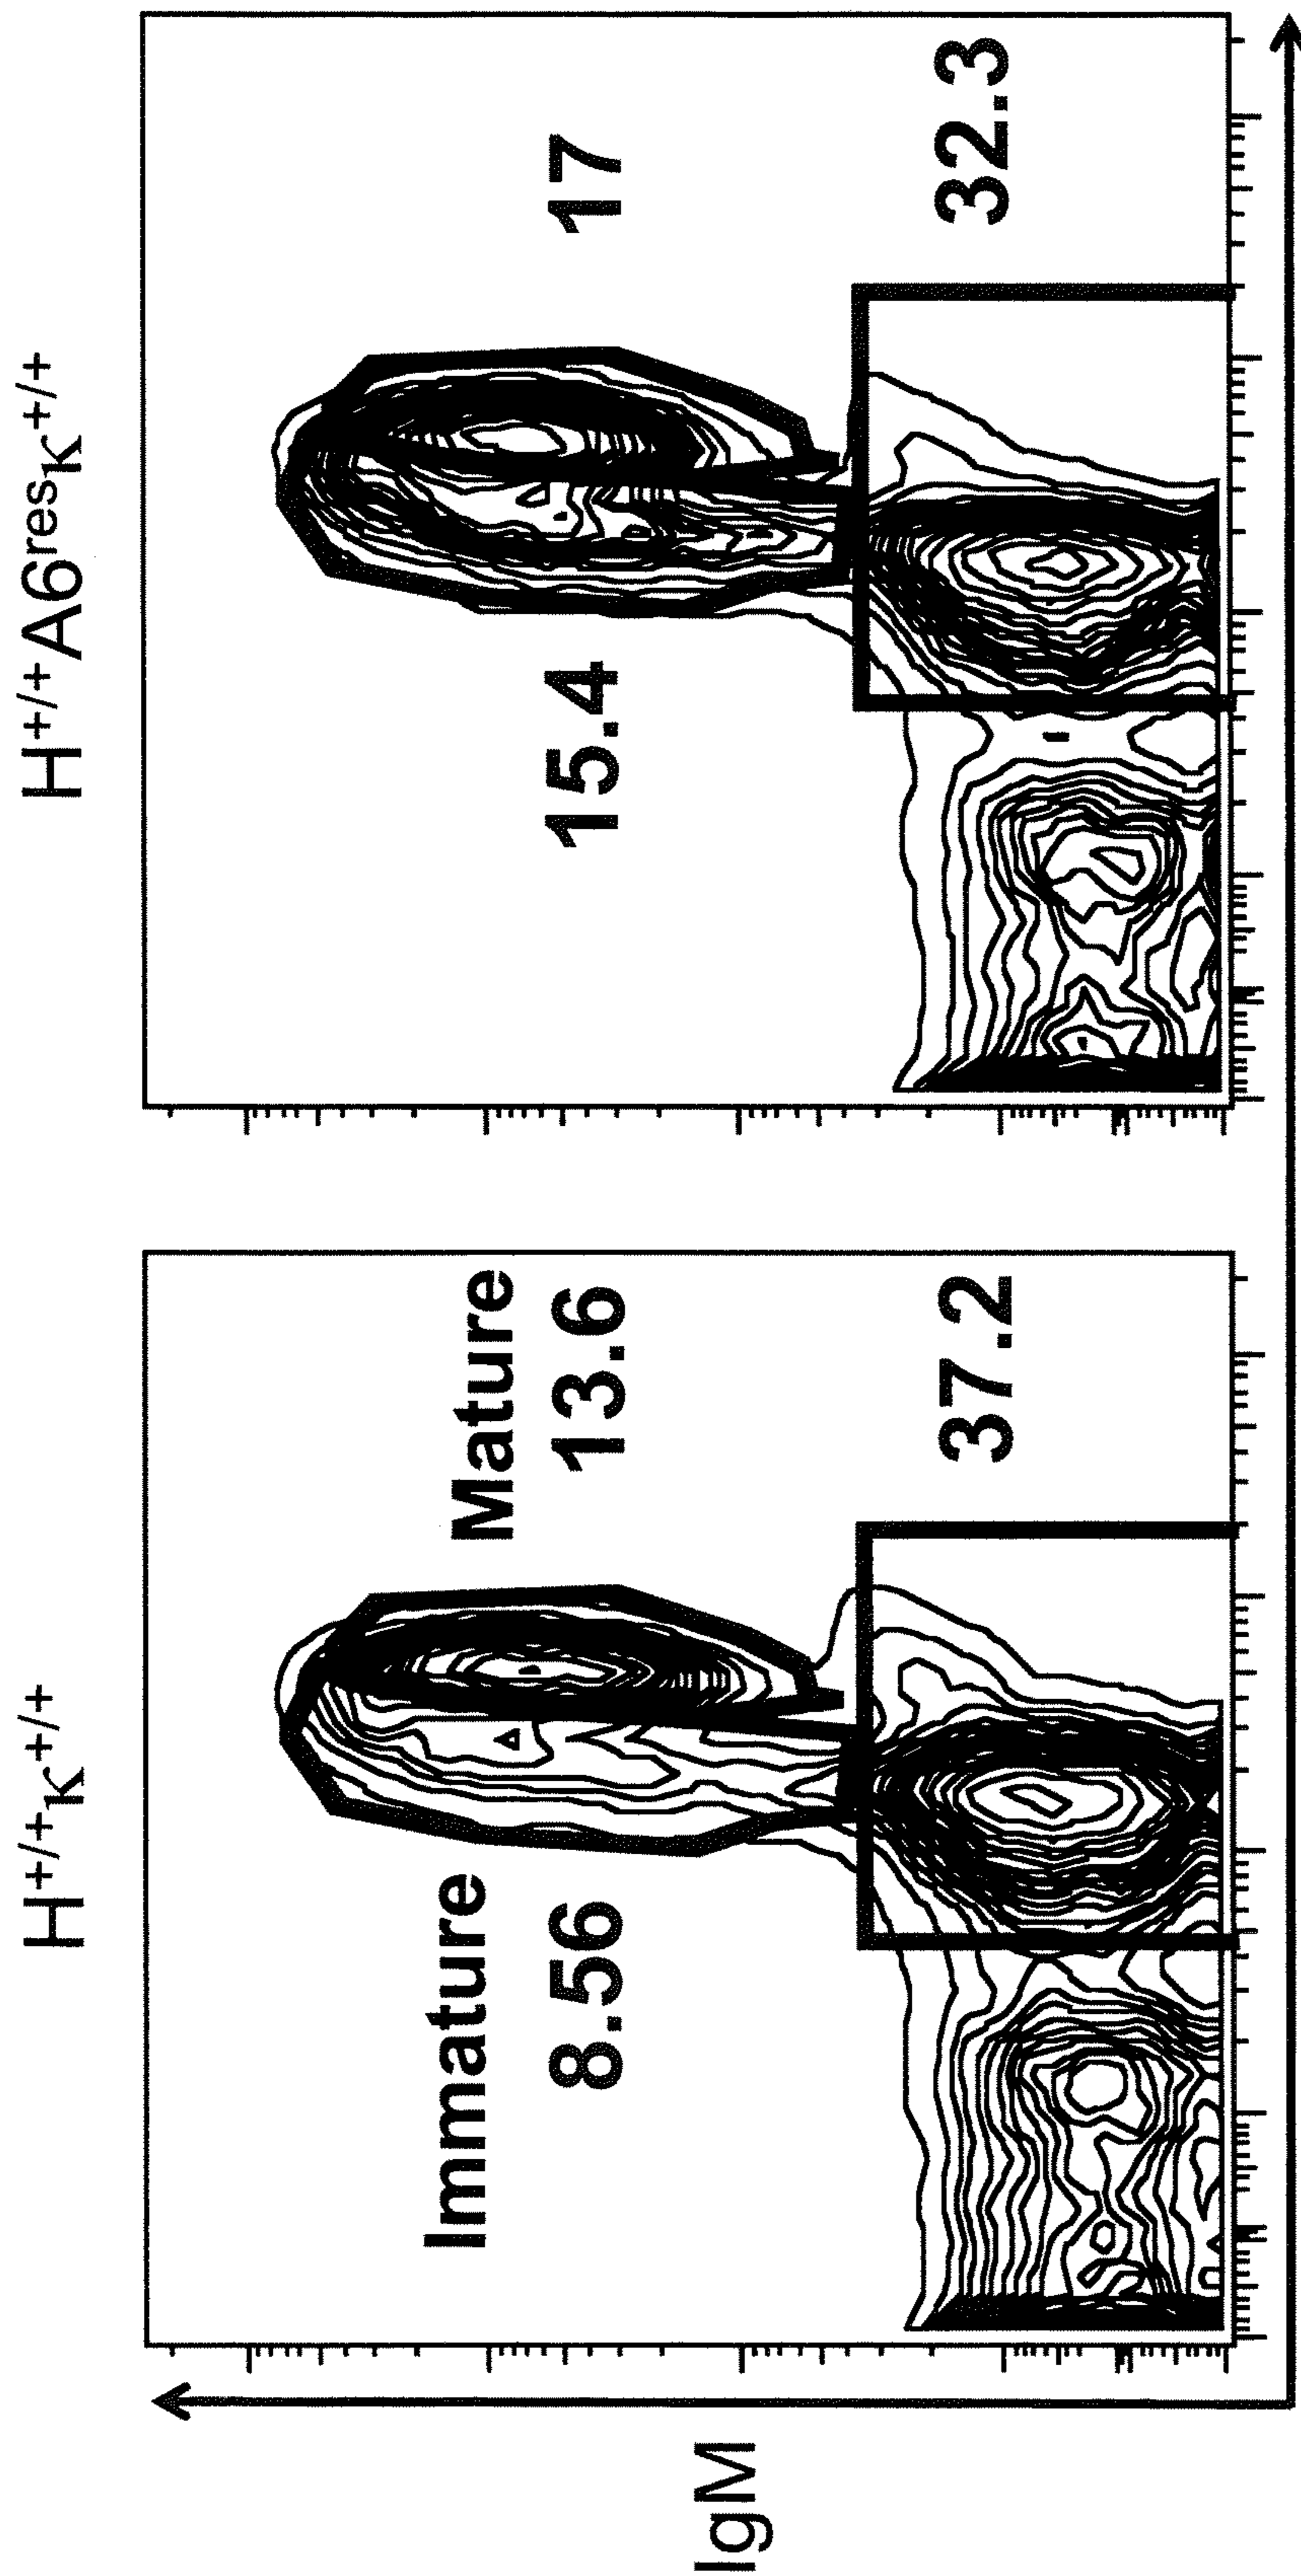 H+/+κ+/+
H+/+A6resκ+/+
Immature
Mature
8.56
13.6
15.4
17
37.2
32.3
IgM